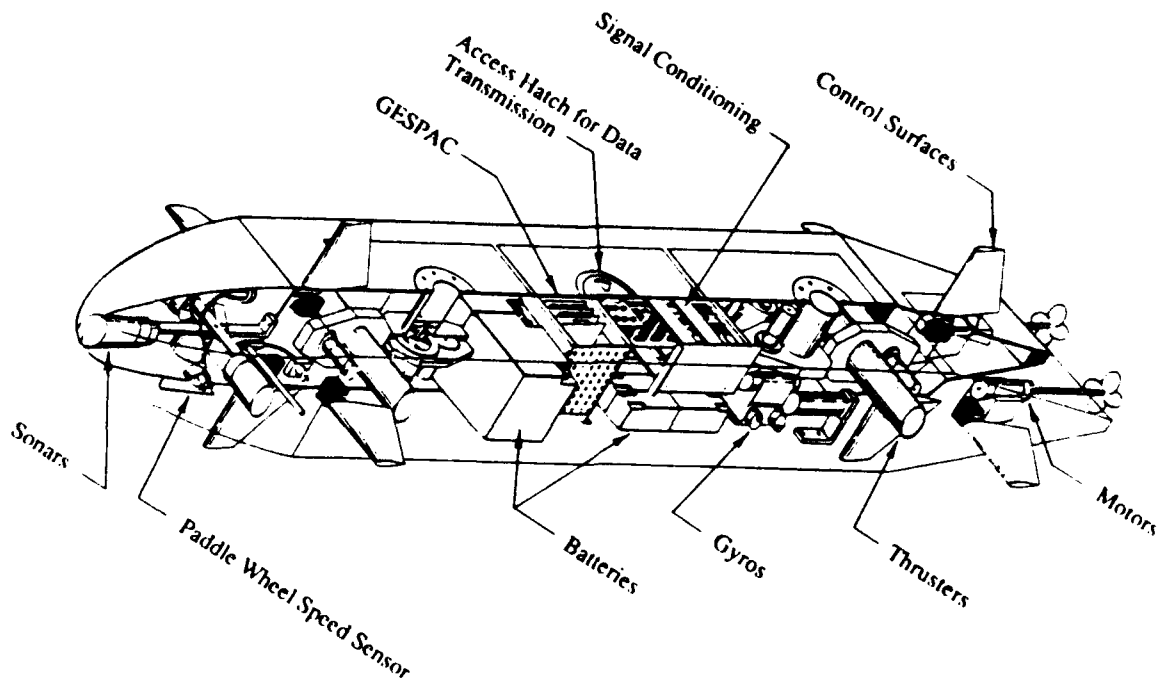 Signal Conditioning
Access Hatch for Data
Transmission
Control Surfaces
GESPAC
Sonars
Paddle Wheel Speed Sensor
Batteries
Gyros
Thrusters
Motors